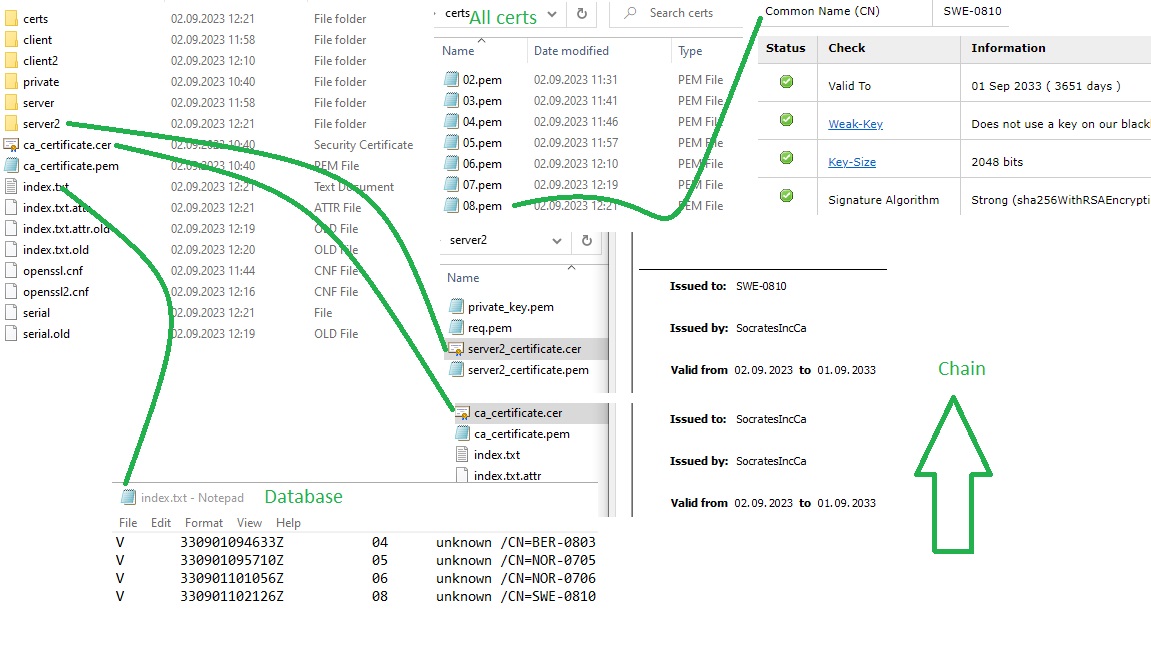 certs 02.09.2023 12:21 File folder
client 02.09.2023 11:58 File folder
client2 02.09.2023 12:10 File folder
private 02.09.2023 10:40 File folder
server 02.09.2023 11:58 File folder
server2 02.09.2023 12:21 File folder
ca_certificate.cer 02.09.2023 10:40 Security Certificate
ca_certificate.pem 02.09.2023 10:40 PEM File
index.txt 02.09.2023 12:21 Text Document
index.txt.attr 02.09.2023 12:21 ATTR File
index.txt.attr.old 02.09.2023 12:19 OLD File
index.txt.old 02.09.2023 12:20 OLD File
openssl.cnf 02.09.2023 11:44 CNF File
openssl2.cnf 02.09.2023 12:16 CNF File
serial 02.09.2023 12:21 File
serial.old 02.09.2023 12:19 OLD File
certs All certs Search certs
Name Date modified Type
02.pem 02.09.2023 11:31 PEM File
03.pem 02.09.2023 11:41 PEM File
04.pem 02.09.2023 11:46 PEM File
05.pem 02.09.2023 11:57 PEM File
06.pem 02.09.2023 12:10 PEM File
07.pem 02.09.2023 12:19 PEM File
08.pem 02.09.2023 12:21 PEM File
Common Name (CN) SWE-0810
Status Check Information
Valid To 01 Sep 2033 ( 3651 days )
Weak-Key Does not use a key on our black
Key-Size 2048 bits
Signature Algorithm Strong (sha256WithRSAEncrypti
server2
Name
private_key.pem
req.pem
server2_certificate.cer
server2_certificate.pem
ca_certificate.cer
ca_certificate.pem
index.txt
index.txt.attr
Issued to: SWE-0810
Issued by: SocratesIncCa
Valid from 02.09.2023 to 01.09.2033
Issued to: SocratesIncCa
Issued by: SocratesIncCa
Valid from 02.09.2023 to 01.09.2033
Chain
index.txt - Notepad Database
File Edit Format View Help
V 330901094633Z 04 unknown /CN=BER-0803
V 330901095710Z 05 unknown /CN=NOR-0705
V 330901101056Z 06 unknown /CN=NOR-0706
V 330901102126Z 08 unknown /CN=SWE-0810